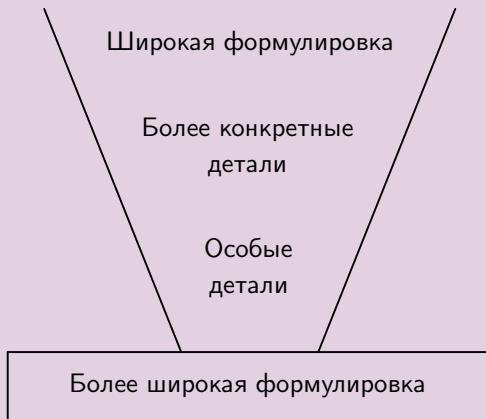 Широкая формулировка
Более конкретные
детали
Особые
детали
Более широкая формулировка